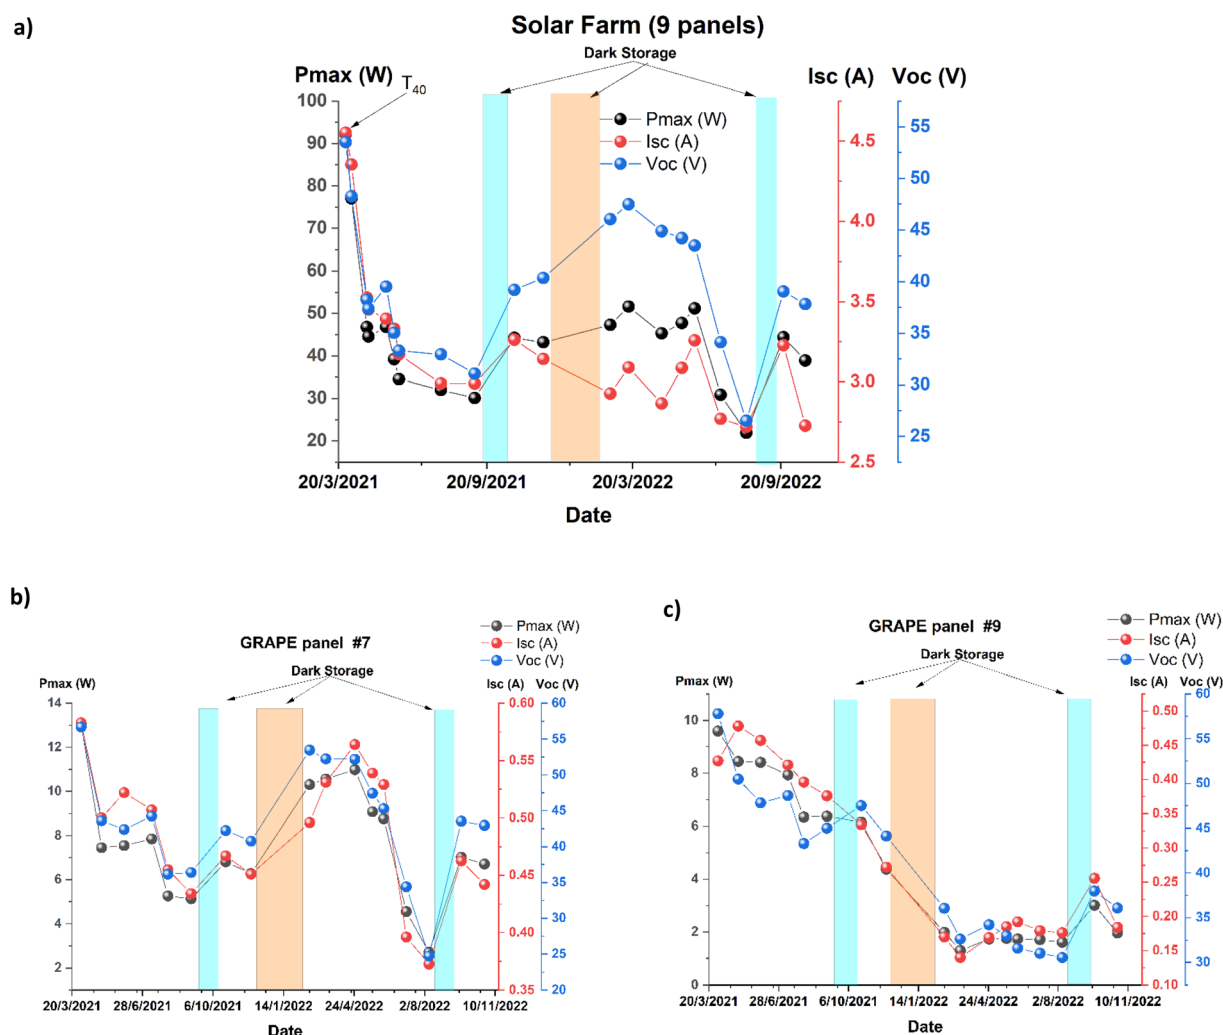 a)
Solar Farm (9 panels)
Dark Storage
Pmax (W)
Isc (A)
Voc (V)
T40
Pmax (W)
Isc (A)
Voc (V)
100
90
80
70
60
50
40
30
20
4.5
4.0
3.5
3.0
2.5
55
50
45
40
35
30
25
20/3/2021
20/9/2021
20/3/2022
20/9/2022
Date
b)
Pmax (W)
Isc (A)
Voc (V)
GRAPE panel #7
Dark Storage
Pmax (W)
Isc (A)
Voc (V)
14
12
10
8
6
4
2
0.60
0.55
0.50
0.45
0.40
0.35
60
55
50
45
40
35
30
25
20
20/3/2021
28/6/2021
6/10/2021
14/1/2022
24/4/2022
2/8/2022
10/11/2022
Date
c)
Pmax (W)
Isc (A)
Voc (V)
GRAPE panel #9
Dark Storage
Pmax (W)
Isc (A)
Voc (V)
10
8
6
4
2
0
0.50
0.45
0.40
0.35
0.30
0.25
0.20
0.15
0.10
60
55
50
45
40
35
30
20/3/2021
28/6/2021
6/10/2021
14/1/2022
24/4/2022
2/8/2022
10/11/2022
Date